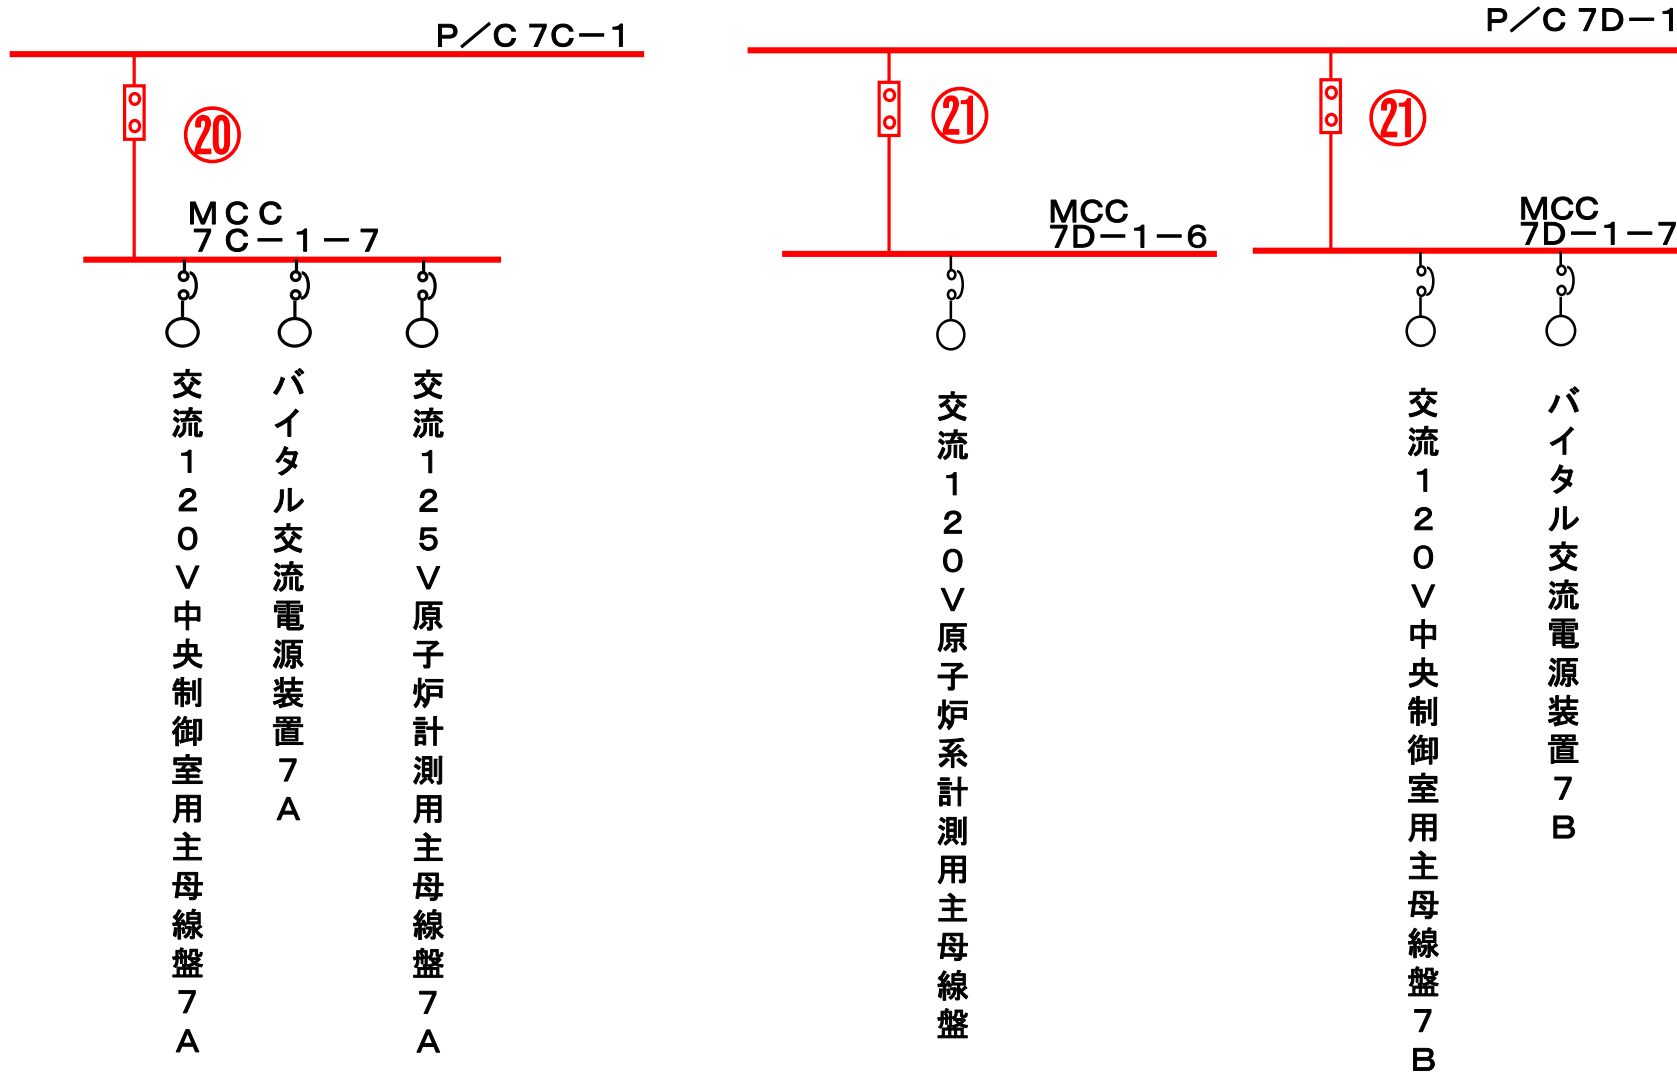 P／C 7C－1
⑳
ＭＣＣ
７Ｃ－１－７
交流１２０Ｖ中央制御室用主母線盤７Ａ
バイタル交流電源装置７Ａ
交流１２５Ｖ原子炉計測用主母線盤７Ａ
P／C 7D－1
㉑
MCC
7D－1－6
交流１２０Ｖ原子炉系計測用主母線盤
㉑
MCC
7D－1－7
交流１２０Ｖ中央制御室用主母線盤７Ｂ
バイタル交流電源装置７Ｂ